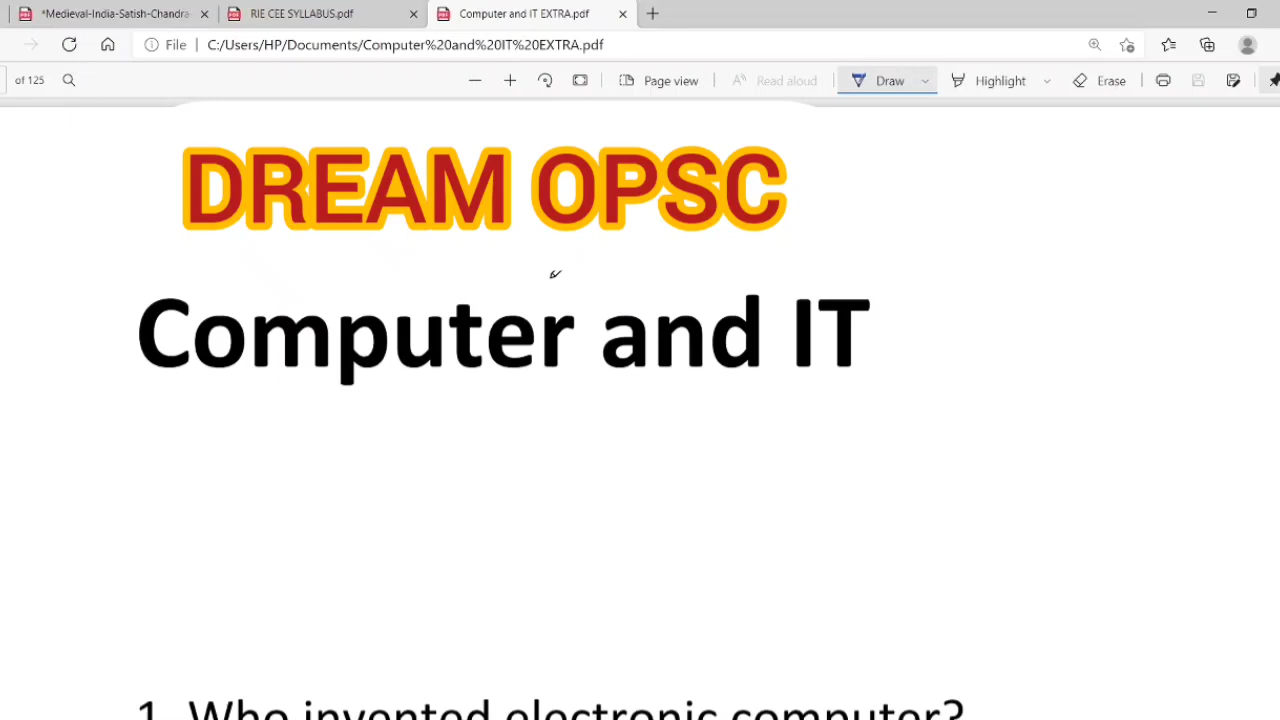 *Medieval-India-Satish-Chandra- RIE CEE SYLLABUS.pdf Computer and IT EXTRA.pdf
File C:/Users/HP/Documents/Computer%20and%20IT%20EXTRA.pdf
of 125 Page view Read aloud Draw Highlight Erase
DREAM OPSC
Computer and IT
1. Who invented electronic computer?